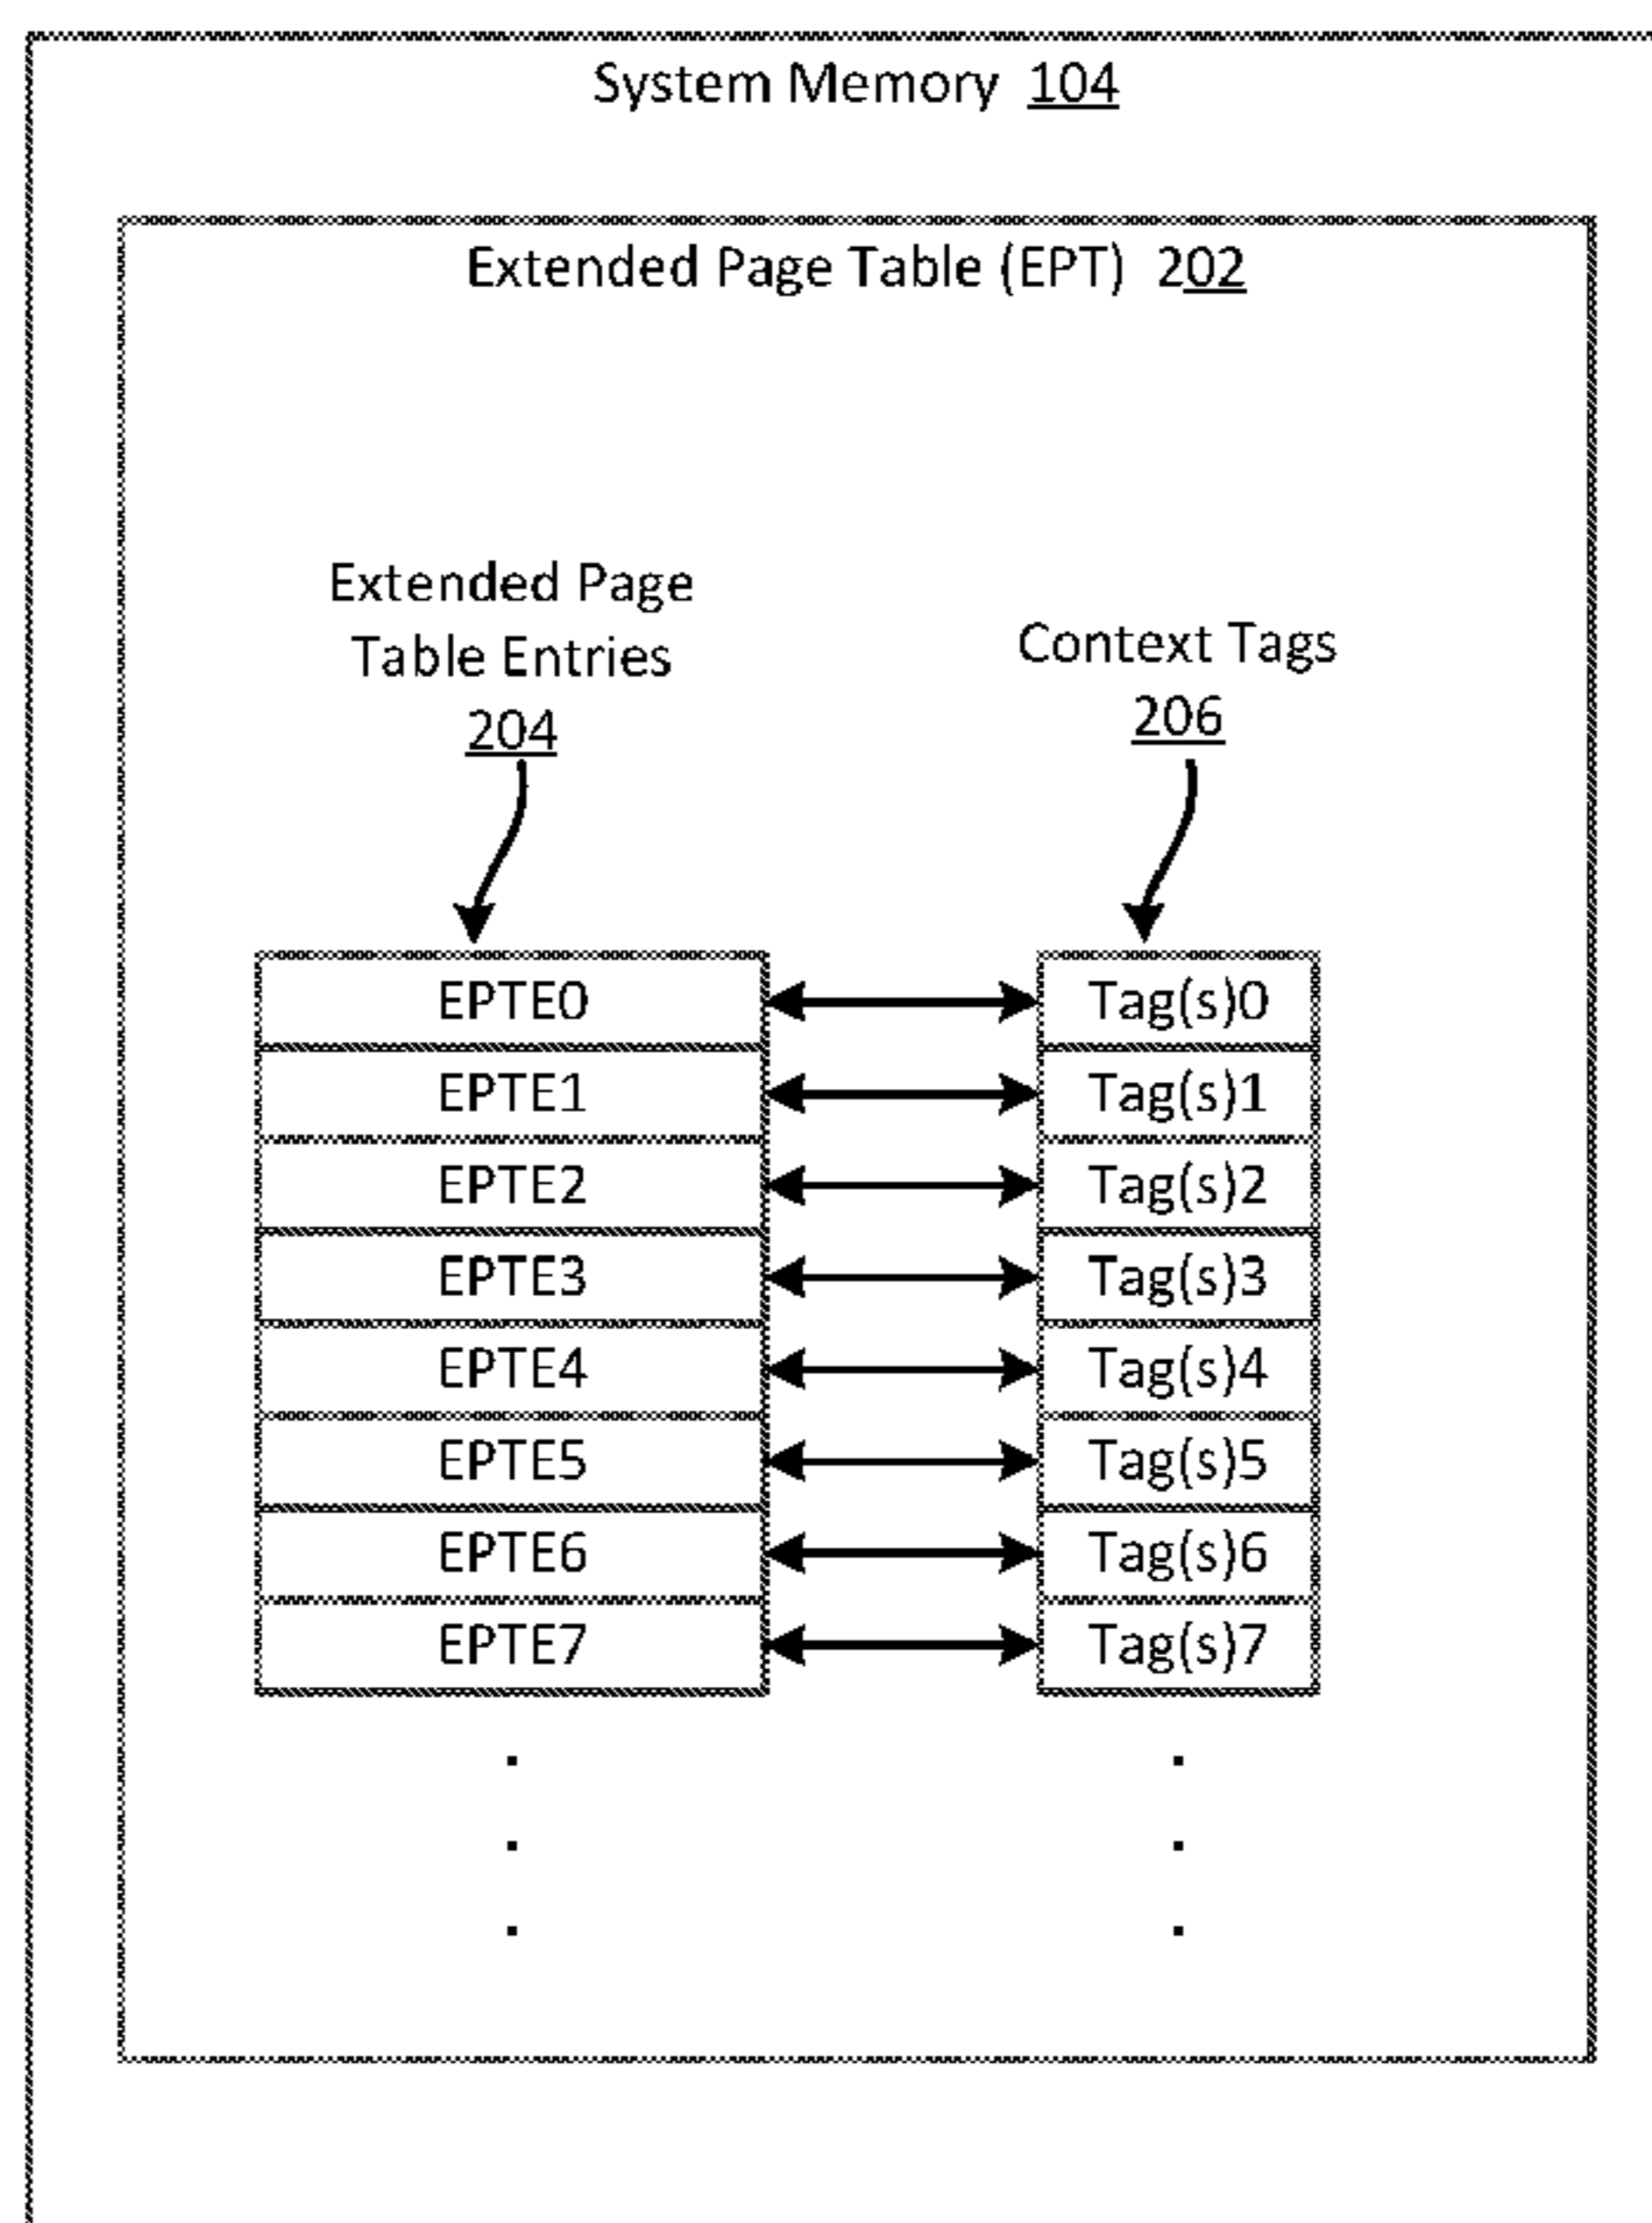 System Memory 104
Extended Page Table (EPT) 202
Extended Page
Table Entries
204
Context Tags
206
EPTE0 Tag(s)0
EPTE1 Tag(s)1
EPTE2 Tag(s)2
EPTE3 Tag(s)3
EPTE4 Tag(s)4
EPTE5 Tag(s)5
EPTE6 Tag(s)6
EPTE7 Tag(s)7